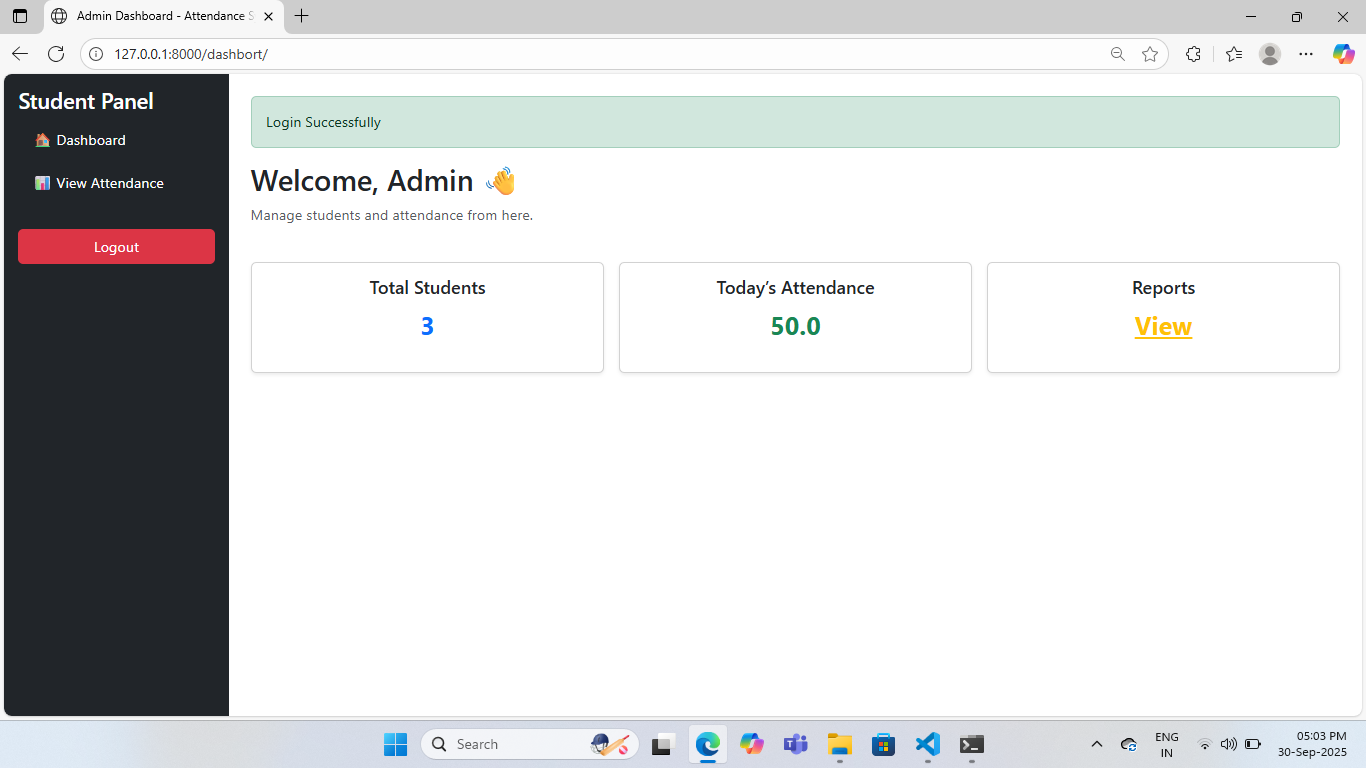 Admin Dashboard - Attendance S
127.0.0.1:8000/dashbort/
Student Panel
Dashboard
View Attendance
Logout
Login Successfully
Welcome, Admin
Manage students and attendance from here.
Total Students
3
Today's Attendance
50.0
Reports
View
Search
ENG
IN
05:03 PM
30-Sep-2025